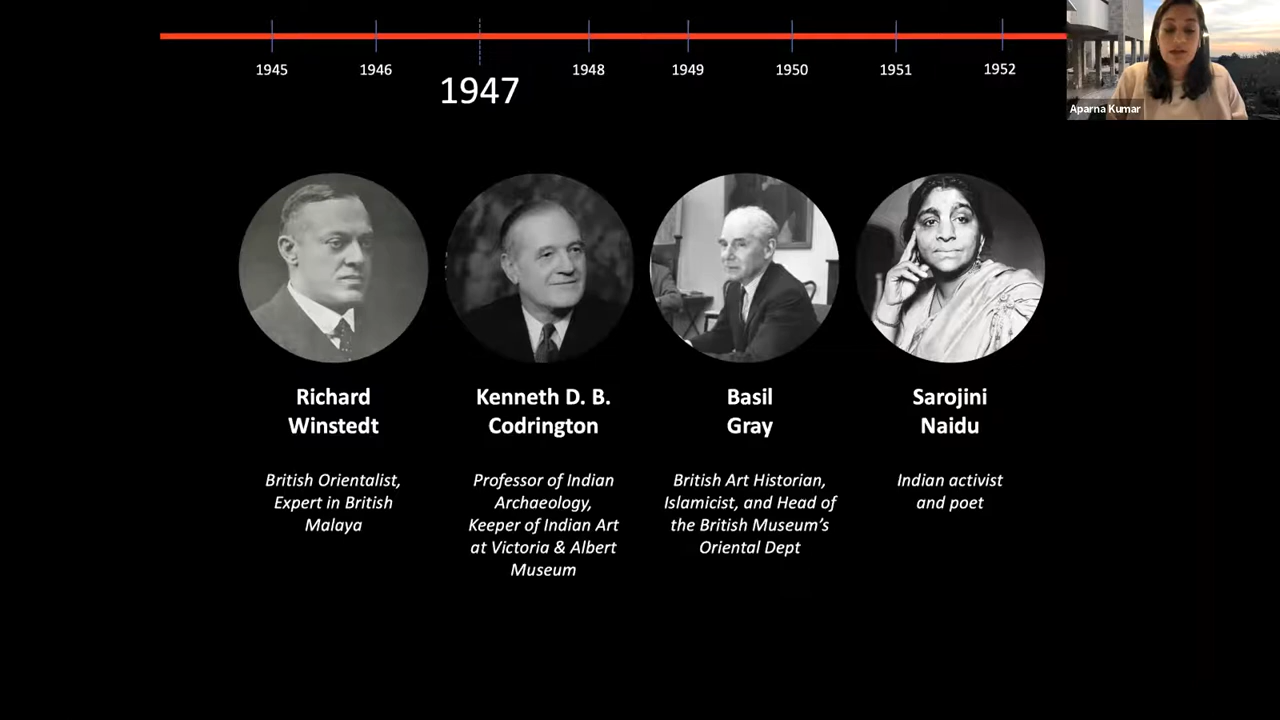 1945
1946
1947
1948
1949
1950
1951
1952
Aparna Kumar
Richard
Winstedt
British Orientalist,
Expert in British
Malaya
Kenneth D. B.
Codrington
Professor of Indian
Archaeology,
Keeper of Indian Art
at Victoria & Albert
Museum
Basil
Gray
British Art Historian,
Islamicist, and Head of
the British Museum's
Oriental Dept
Sarojini
Naidu
Indian activist
and poet